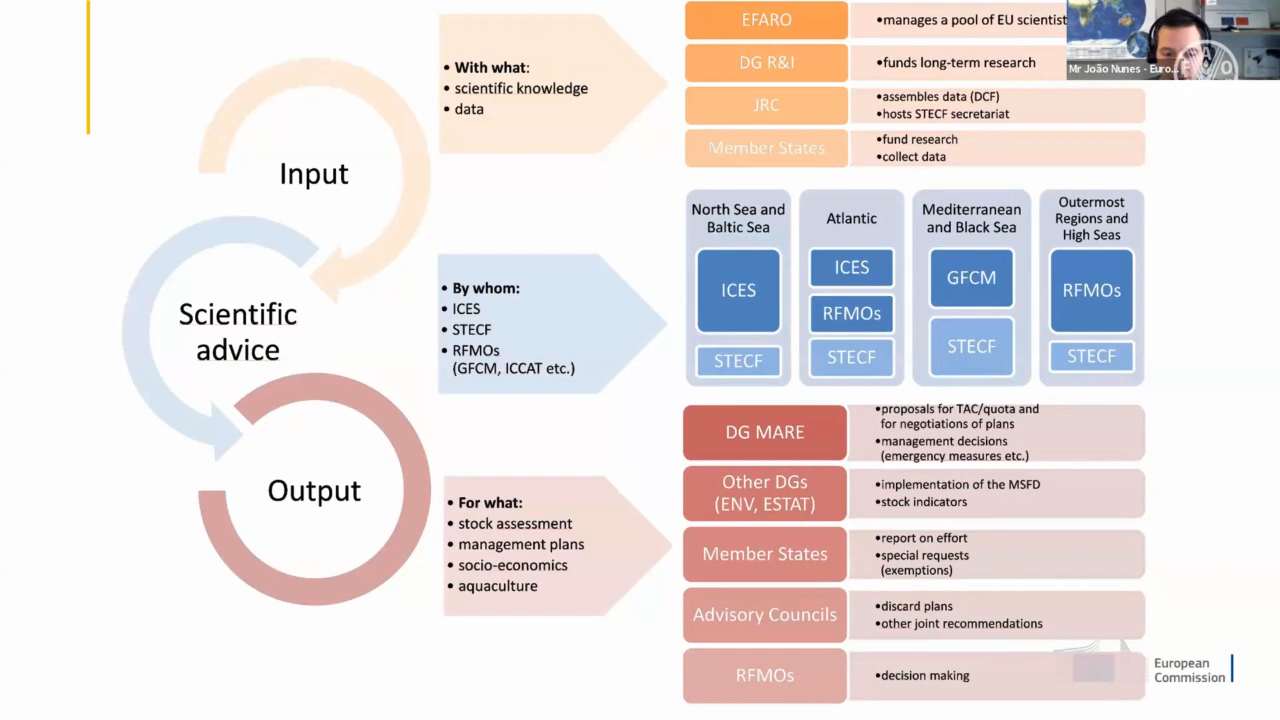 Input
• With what:
• scientific knowledge
• data
EFARO
•manages a pool of EU scientist
DG R&I
•funds long-term research
JRC
•assembles data (DCF)
•hosts STECF secretariat
Member States
•fund research
•collect data
Mr João Nunes - Euro...
Scientific
advice
• By whom:
• ICES
• STECF
• RFMOs
(GFCM, ICCAT etc.)
North Sea and
Baltic Sea
ICES
STECF
Atlantic
ICES
RFMOs
STECF
Mediterranean
and Black Sea
GFCM
STECF
Outermost
Regions and
High Seas
RFMOs
STECF
Output
• For what:
• stock assessment
• management plans
• socio-economics
• aquaculture
DG MARE
•proposals for TAC/quota and
for negotiations of plans
•management decisions
(emergency measures etc.)
Other DGs
(ENV, ESTAT)
•implementation of the MSFD
•stock indicators
Member States
•report on effort
•special requests
(exemptions)
Advisory Councils
•discard plans
•other joint recommendations
RFMOs
•decision making
European
Commission